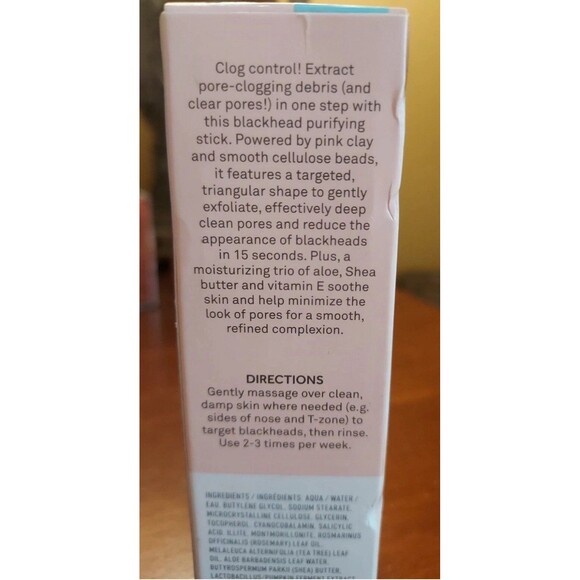 Clog control! Extract
pore-clogging debris (and
clear pores!) in one step with
this blackhead purifying
stick. Powered by pink clay
and smooth cellulose beads,
it features a targeted,
triangular shape to gently
exfoliate, effectively deep
clean pores and reduce the
appearance of blackheads
in 15 seconds. Plus, a
moisturizing trio of aloe, Shea
butter and vitamin E soothe
skin and help minimize the
look of pores for a smooth,
refined complexion.
DIRECTIONS
Gently massage over clean,
damp skin where needed (e.g.
sides of nose and T-zone) to
target blackheads, then rinse.
Use 2-3 times per week.
INGREDIENTS / INGRÉDIENTS: AQUA / WATER /
EAU, BUTYLENE GLYCOL, SODIUM STEARATE,
MICROCRYSTALLINE CELLULOSE, GLYCERIN,
TOCOPHEROL, CYANOCOBALAMIN, SALICYLIC
ACID, ILLITE, MONTMORILLONITE, ROSMARINUS
OFFICINALIS (ROSEMARY) LEAF OIL,
MELALEUCA ALTERNIFOLIA (TEA TREE) LEAF
OIL, ALOE BARBADENSIS LEAF WATER,
BUTYROSPERMUM PARKII (SHEA) BUTTER,
LACTOBACILLUS/PUMPKIN FERMENT EXTRACT